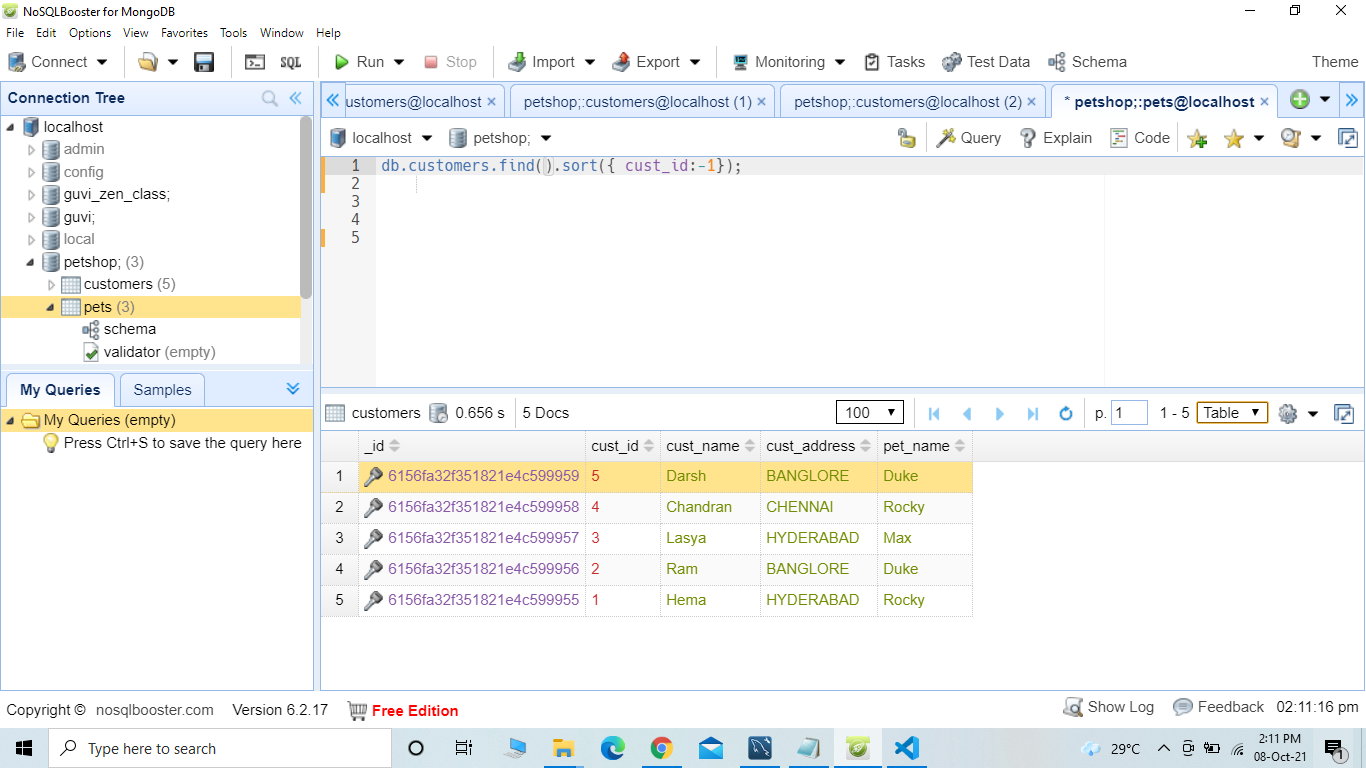 NoSQLBooster for MongoDB
File Edit Options View Favorites Tools Window Help
Connect SQL Run Stop Import Export Monitoring Tasks Test Data Schema Theme
Connection Tree
localhost
admin
config
guvi_zen_class;
guvi;
local
petshop; (3)
customers (5)
pets (3)
schema
validator (empty)
My Queries Samples
My Queries (empty)
Press Ctrl+S to save the query here
ustomers@localhost petshop;:customers@localhost (1) petshop;:customers@localhost (2) * petshop;:pets@localhost
localhost petshop; Query Explain Code
1 db.customers.find().sort({ cust_id:-1});
2
3
4
5
customers 0.656 s 5 Docs 100 p. 1 1 - 5 Table
_id cust_id cust_name cust_address pet_name
1 6156fa32f351821e4c599959 5 Darsh BANGLORE Duke
2 6156fa32f351821e4c599958 4 Chandran CHENNAI Rocky
3 6156fa32f351821e4c599957 3 Lasya HYDERABAD Max
4 6156fa32f351821e4c599956 2 Ram BANGLORE Duke
5 6156fa32f351821e4c599955 1 Hema HYDERABAD Rocky
Copyright © nosqlbooster.com Version 6.2.17 Free Edition Show Log Feedback 02:11:16 pm
Type here to search 29°C 2:11 PM
08-Oct-21 1